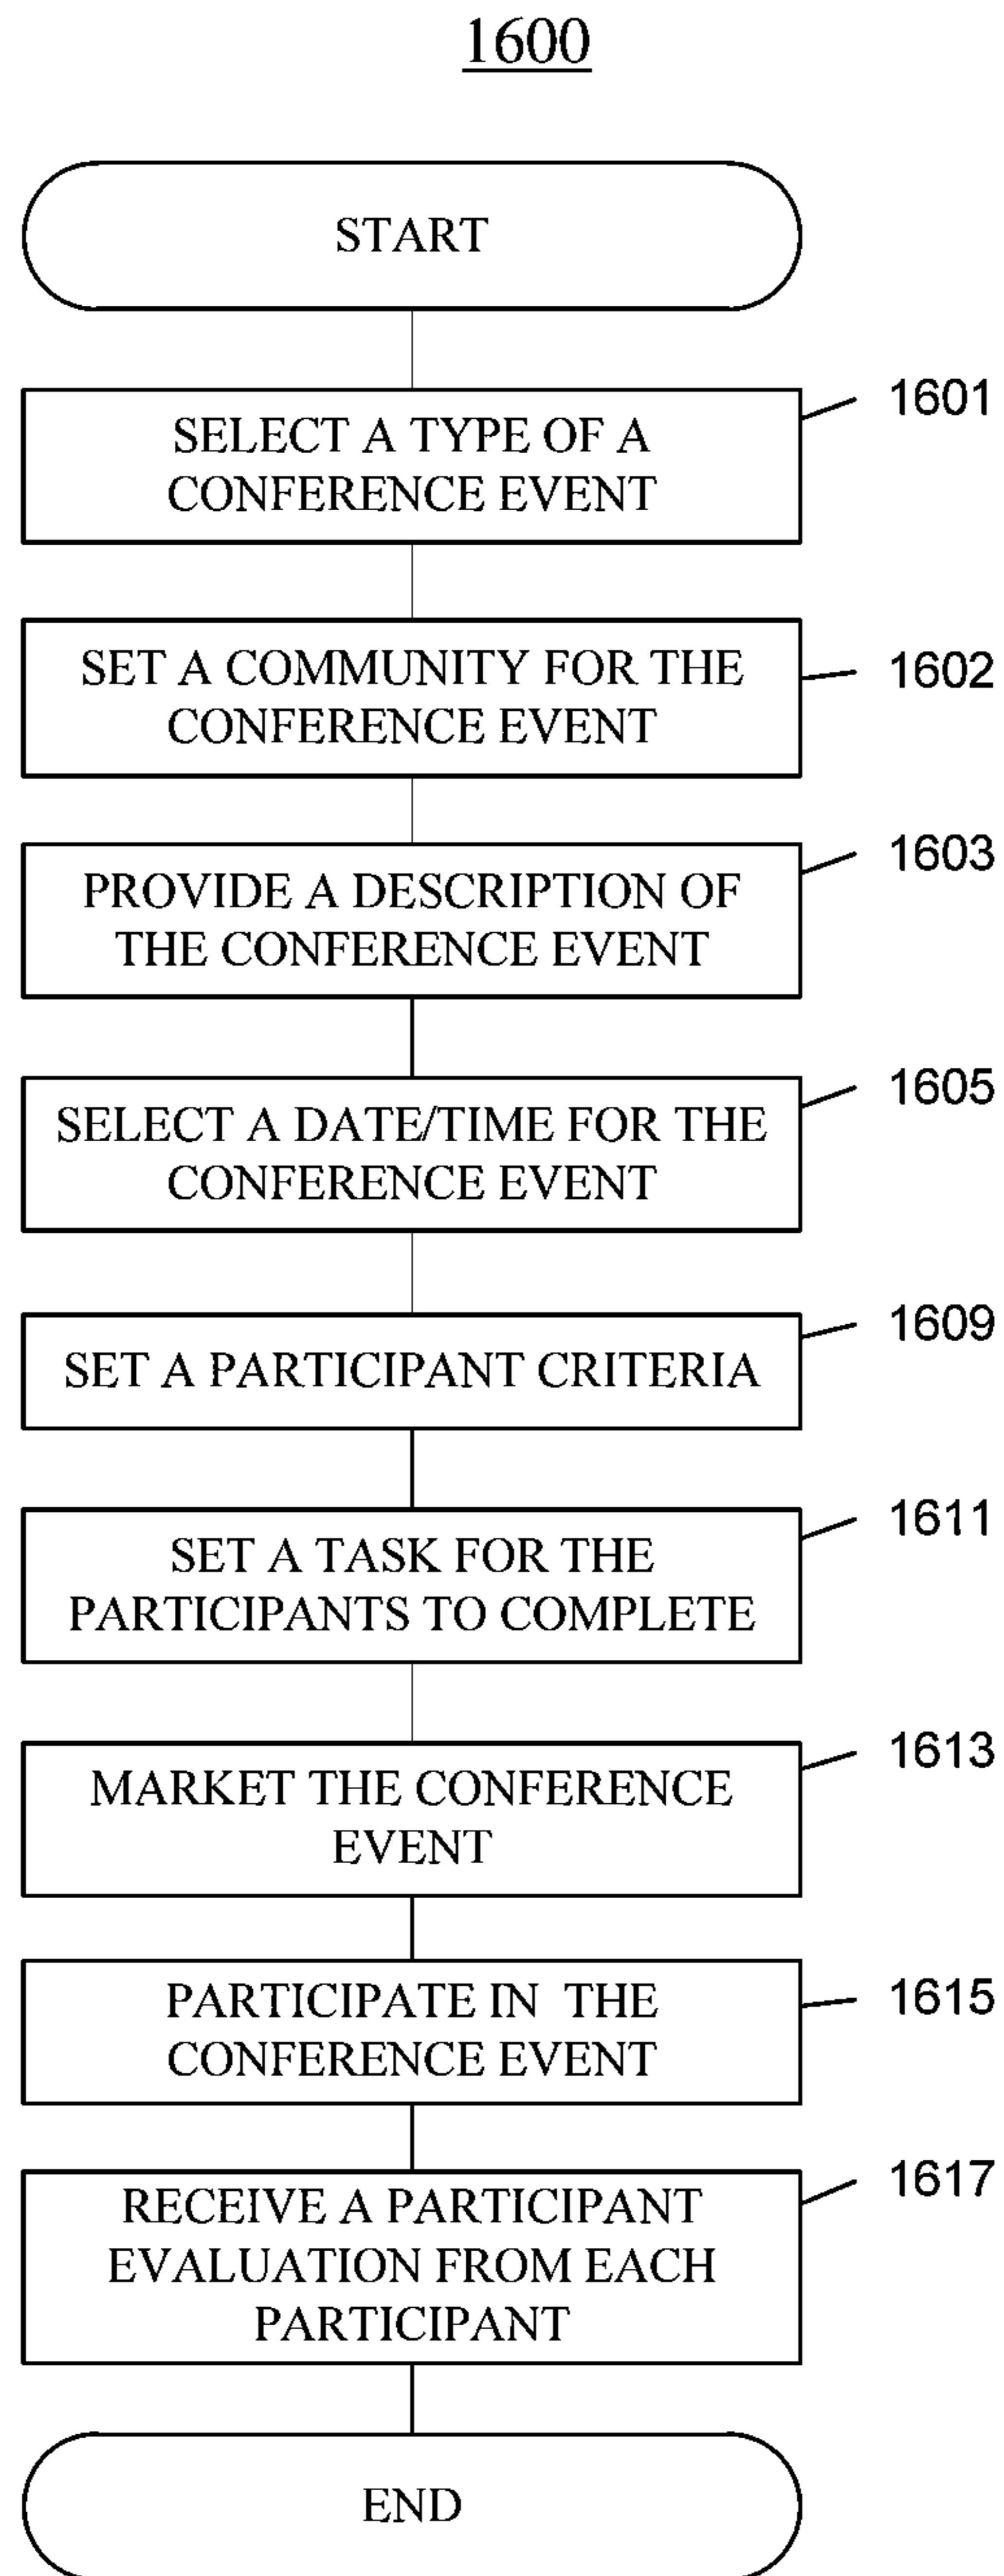 1600
START
1601
SELECT A TYPE OF A
CONFERENCE EVENT
1602
SET A COMMUNITY FOR THE
CONFERENCE EVENT
1603
PROVIDE A DESCRIPTION OF
THE CONFERENCE EVENT
1605
SELECT A DATE/TIME FOR THE
CONFERENCE EVENT
1609
SET A PARTICIPANT CRITERIA
1611
SET A TASK FOR THE
PARTICIPANTS TO COMPLETE
1613
MARKET THE CONFERENCE
EVENT
1615
PARTICIPATE IN THE
CONFERENCE EVENT
1617
RECEIVE A PARTICIPANT
EVALUATION FROM EACH
PARTICIPANT
END